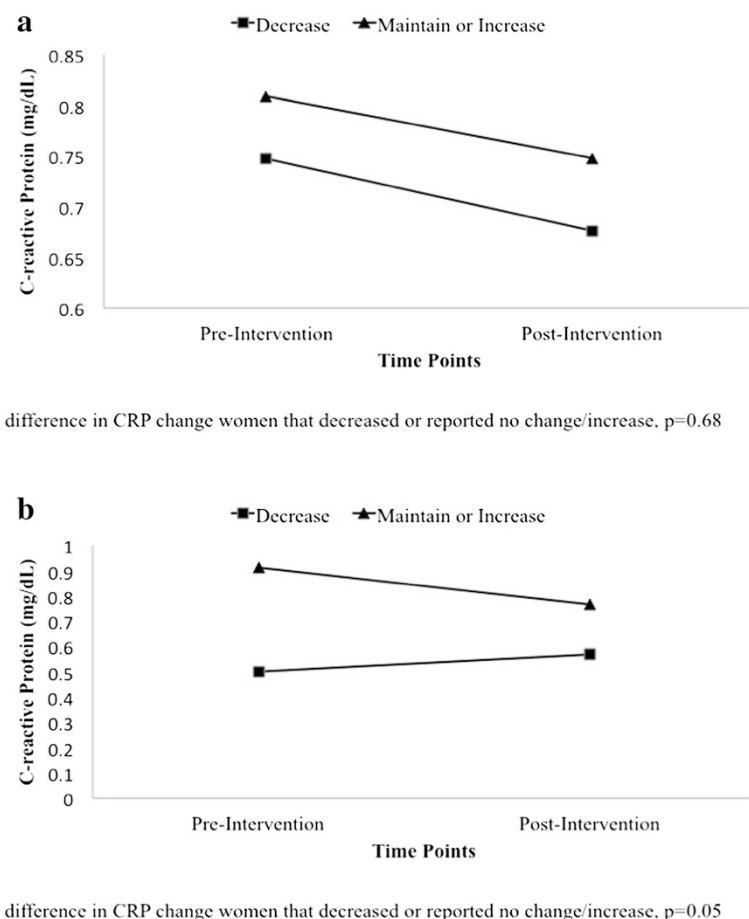 a
Decrease Maintain or Increase
0.85
0.8
0.75
0.7
0.65
0.6
C-reactive Protein (mg/dL)
Pre-Intervention Post-Intervention
Time Points
difference in CRP change women that decreased or reported no change/increase, p=0.68
b
Decrease Maintain or Increase
1
0.9
0.8
0.7
0.6
0.5
0.4
0.3
0.2
0.1
0
C-reactive Protein (mg/dL)
Pre-Intervention Post-Intervention
Time Points
difference in CRP change women that decreased or reported no change/increase, p=0.05